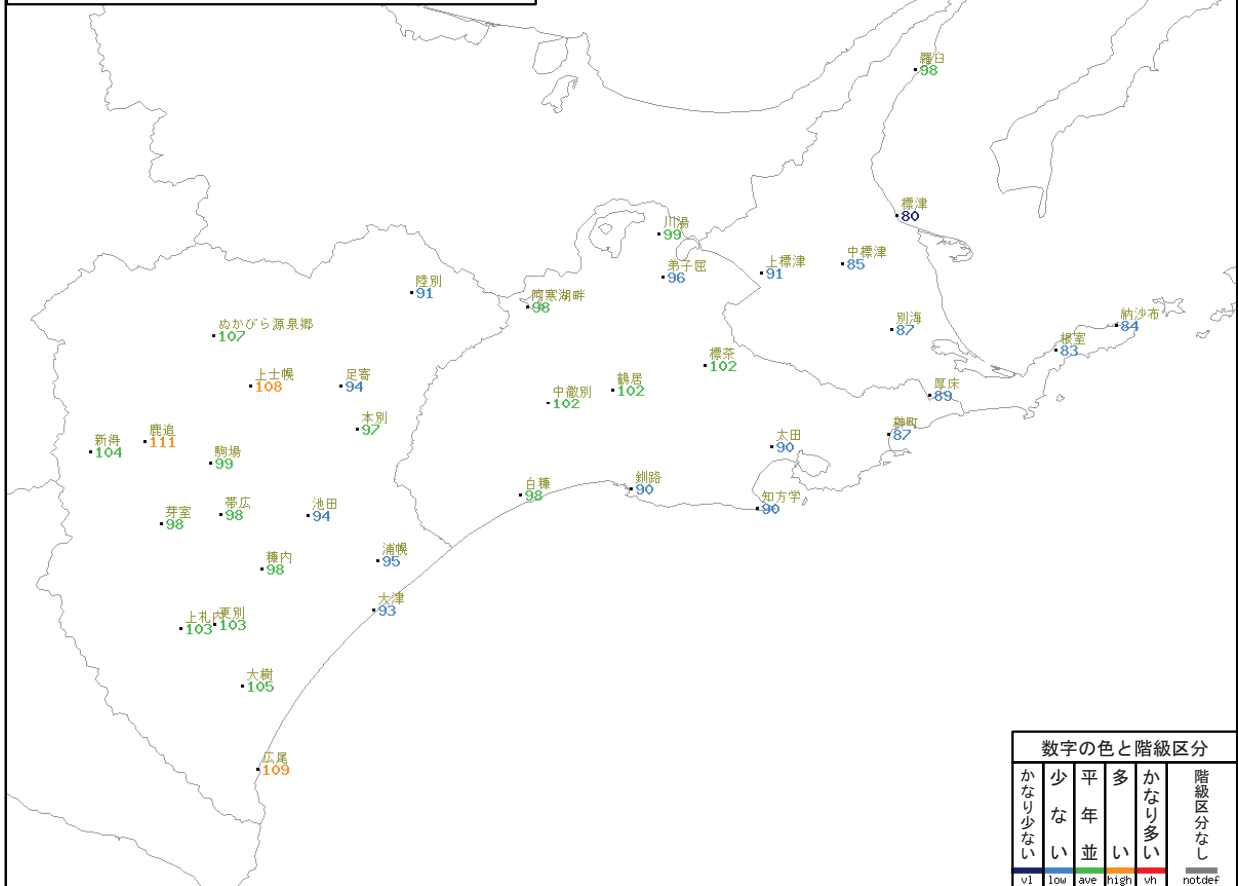 羅臼
98
標津
80
川湯
99
中標津
85
弟子屈
96
上標津
91
陸別
91
阿寒湖畔
98
ぬかびら源泉郷
107
別海
87
納沙布
84
根室
83
標茶
102
上士幌
108
足寄
94
鶴居
102
中徹別
102
厚床
89
本別
97
榊町
87
鹿追
111
新得
104
駒場
99
太田
90
白糠
98
釧路
90
知方学
90
帯広
98
池田
94
芽室
98
糠内
98
浦幌
95
大津
93
上札内
103
更別
103
大樹
105
広尾
109
数字の色と階級区分
かなり少ない
少ない
平年並
多い
かなり多い
階級区分なし
vl
low
ave
high
vh
notdef